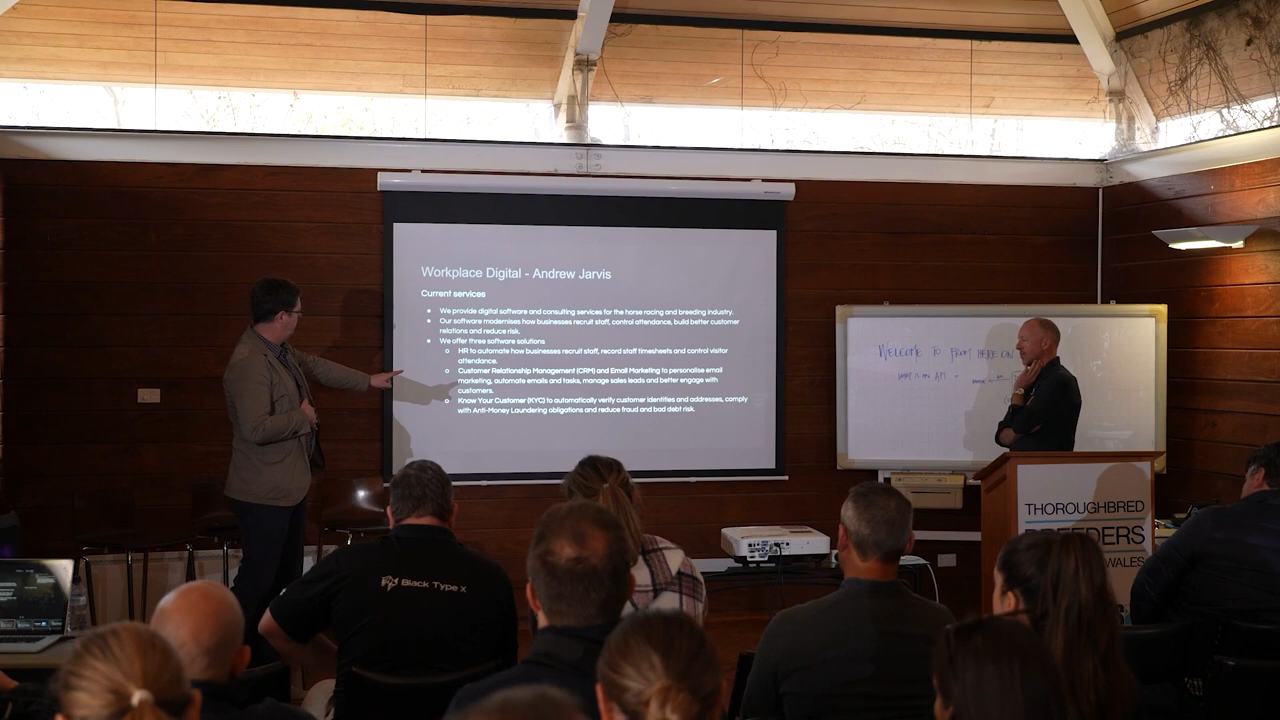 Workplace Digital - Andrew Jarvis
Current services
● We provide digital software and consulting services for the horse racing and breeding industry.
● Our software modernises how businesses recruit staff, control attendance, build better customer
relations and reduce risk.
● We offer three software solutions
○ HR to automate how businesses recruit staff, record staff timesheets and control visitor
attendance.
○ Customer Relationship Management (CRM) and Email Marketing to personalise email
marketing, automate emails and tasks, manage sales leads and better engage with
customers.
○ Know Your Customer (KYC) to automatically verify customer identities and addresses, comply
with Anti-Money Laundering obligations and reduce fraud and bad debt risk.
WELCOME TO FROM HERE ON
WHAT IS AN API -
THOROUGHBRED
BREEDERS
WALES
Black Type X